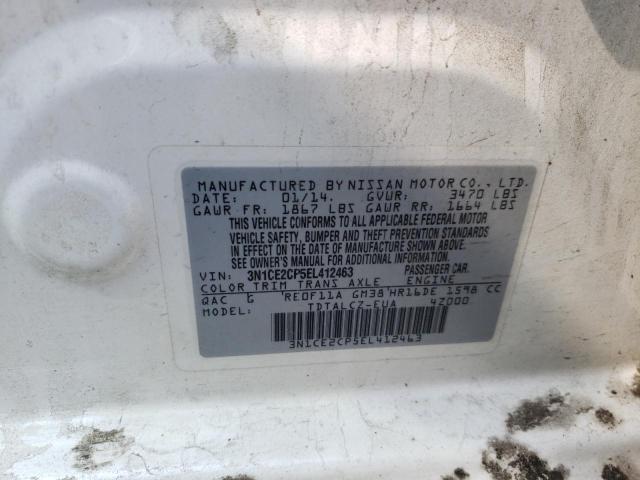 MANUFACTURED BY NISSAN MOTOR CO., LTD.
DATE: 01/14. GVWR: 3470 LBS
GAWR FR: 1867 LBS GAWR RR: 1664 LBS
THIS VEHICLE CONFORMS TO ALL APPLICABLE FEDERAL MOTOR
VEHICLE SAFETY, BUMPER AND THEFT PREVENTION STANDARDS
IN EFFECT ON THE DATE OF MANUFACTURE SHOWN ABOVE.
SEE OWNER'S MANUAL FOR ADDITIONAL INFORMATION.
VIN: 3N1CE2CP5EL412463 PASSENGER CAR.
COLOR TRIM TRANS AXLE ENGINE
QAC G RE0F11A GM38 HR16DE 1598 CC
MODEL: TDTALCZ-EUA 42000
3N1CE2CP5EL412463